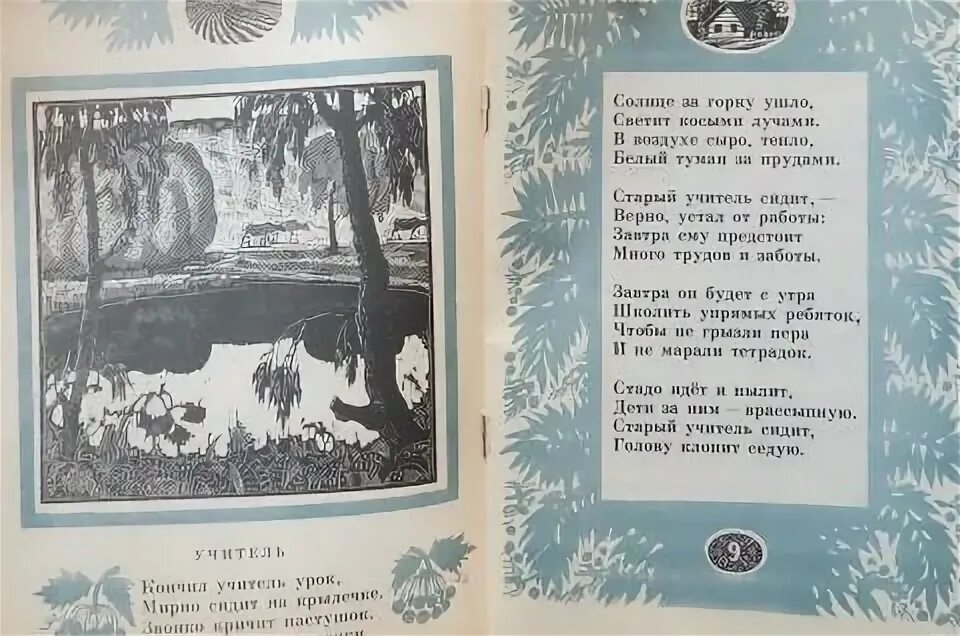 УЧИТЕЛЬ
Кончил учитель урок,
Мирно сидит на крылечке.
Звонко кричит пастушок.
Солнце за горку ушло,
Светит косыми лучами.
В воздухе сыро, тепло,
Белый туман за прудами.
Старый учитель сидит, —
Верно, устал от работы:
Завтра ему предстоит
Много трудов и заботы.
Завтра он будет с утра
Школить упрямых ребяток,
Чтобы не грызли пера
И не марали тетрадок.
Стадо идёт и пылит,
Дети за ним — врассыпную.
Старый учитель сидит,
Голову клонит седую.
9